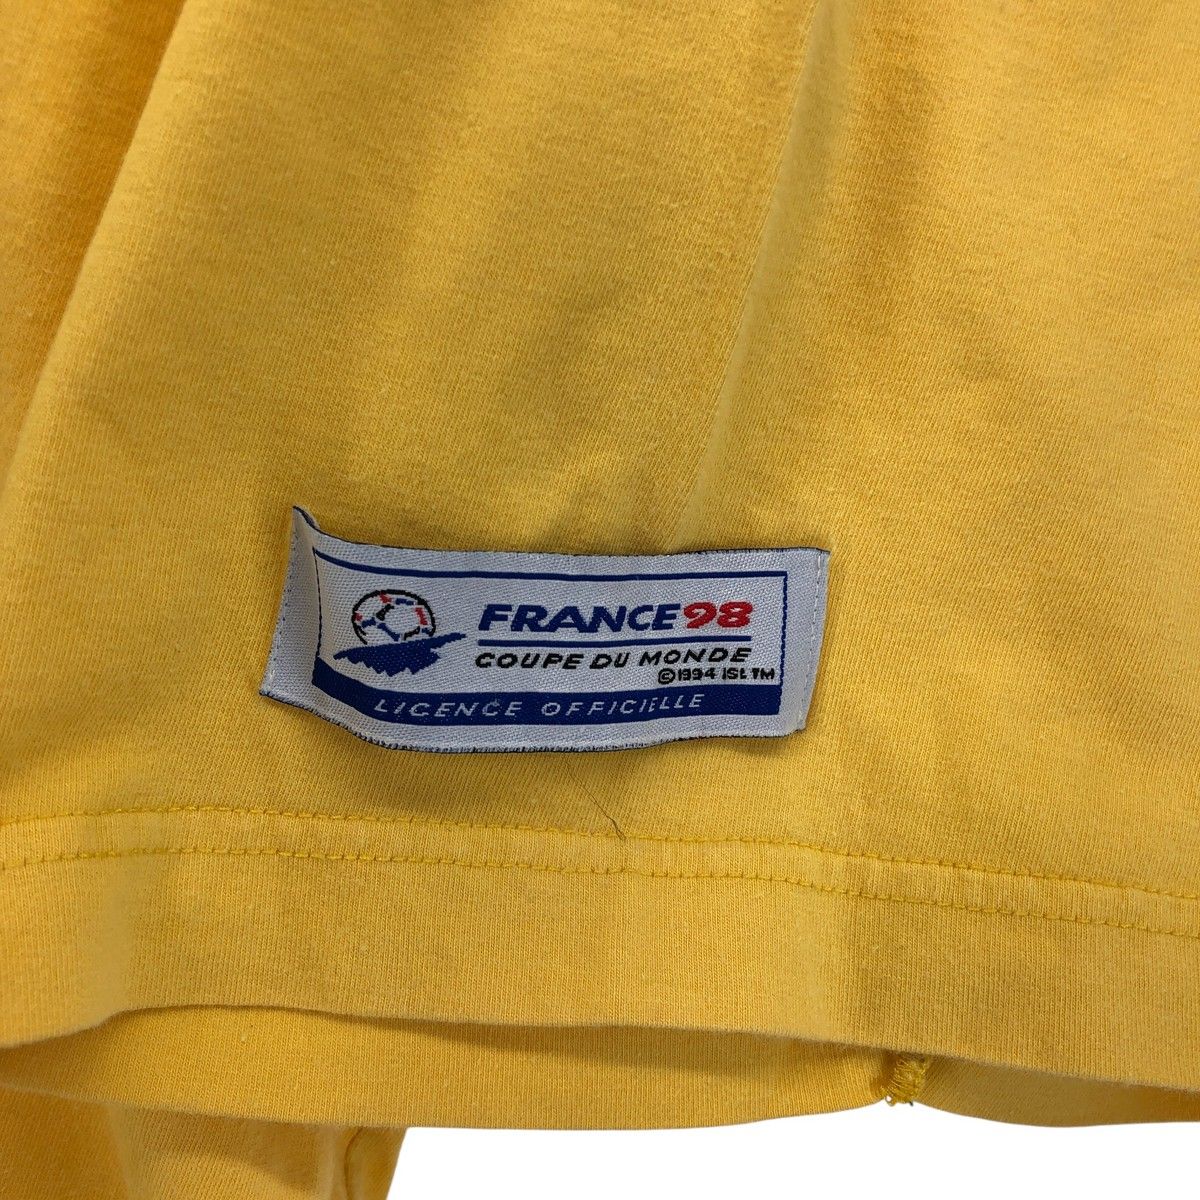 FRANCE98
COUPE DU MONDE
©1994 ISL TM
LICENCE OFFICIELLE